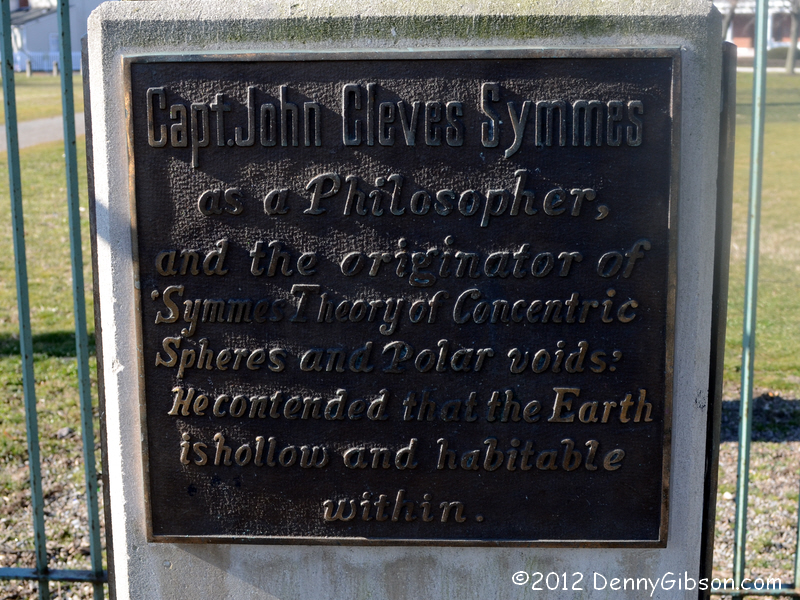 Capt. John Cleves Symmes
as a Philosopher,
and the originator of
'Symmes Theory of Concentric
Spheres and Polar voids:'
He contended that the Earth
is hollow and habitable
within.
©2012 DennyGibson.com